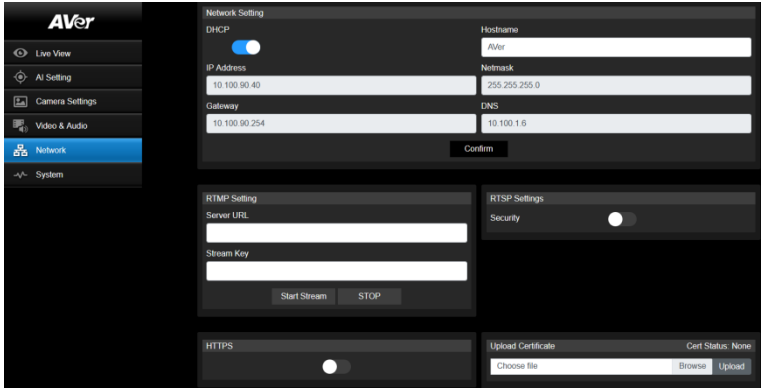 AVer
Live View
AI Setting
Camera Settings
Video & Audio
Network
System
Network Setting
DHCP
Hostname
AVer
IP Address
Netmask
10.100.90.40
255.255.255.0
Gateway
DNS
10.100.90.254
10.100.1.6
Confirm
RTMP Setting
Server URL
Stream Key
Start Stream STOP
RTSP Settings
Security
HTTPS
Upload Certificate Cert Status: None
Choose file Browse Upload